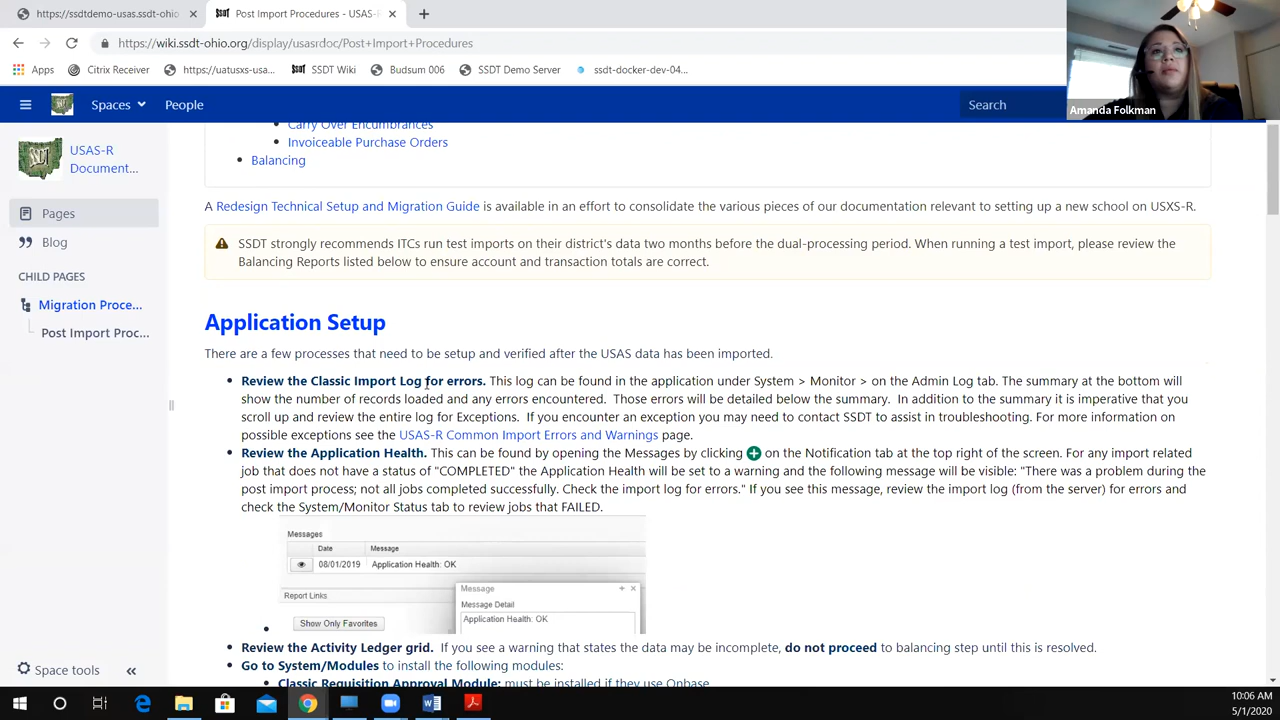 https://ssdtdemo-usas.ssdt-ohio
SSDT Post Import Procedures - USAS-R
https://wiki.ssdt-ohio.org/display/usasrdoc/Post+Import+Procedures
Apps
Citrix Receiver
https://uatusxs-usa...
SSDT SSDT Wiki
Budsum 006
SSDT Demo Server
ssdt-docker-dev-04...
Amanda Folkman
Spaces
People
Search
SSDT
USAS-R
Document...
Pages
Blog
CHILD PAGES
Migration Proce...
Post Import Proc...
Space tools
Carry Over Encumbrances
Invoiceable Purchase Orders
Balancing
A Redesign Technical Setup and Migration Guide is available in an effort to consolidate the various pieces of our documentation relevant to setting up a new school on USXS-R.
SSDT strongly recommends ITCs run test imports on their district's data two months before the dual-processing period. When running a test import, please review the
Balancing Reports listed below to ensure account and transaction totals are correct.
Application Setup
There are a few processes that need to be setup and verified after the USAS data has been imported.
Review the Classic Import Log for errors. This log can be found in the application under System > Monitor > on the Admin Log tab. The summary at the bottom will
show the number of records loaded and any errors encountered. Those errors will be detailed below the summary. In addition to the summary it is imperative that you
scroll up and review the entire log for Exceptions. If you encounter an exception you may need to contact SSDT to assist in troubleshooting. For more information on
possible exceptions see the USAS-R Common Import Errors and Warnings page.
Review the Application Health. This can be found by opening the Messages by clicking on the Notification tab at the top right of the screen. For any import related
job that does not have a status of "COMPLETED" the Application Health will be set to a warning and the following message will be visible: "There was a problem during the
post import process; not all jobs completed successfully. Check the import log for errors." If you see this message, review the import log (from the server) for errors and
check the System/Monitor Status tab to review jobs that FAILED.
Messages
Date Message
08/01/2019 Application Health: OK
Report Links
Show Only Favorites
Message
Message Detail
Application Health: OK
Review the Activity Ledger grid. If you see a warning that states the data may be incomplete, do not proceed to balancing step until this is resolved.
Go to System/Modules to install the following modules:
Classic Requisition Approval Module: must be installed if they use Onbase
10:06 AM
5/1/2020